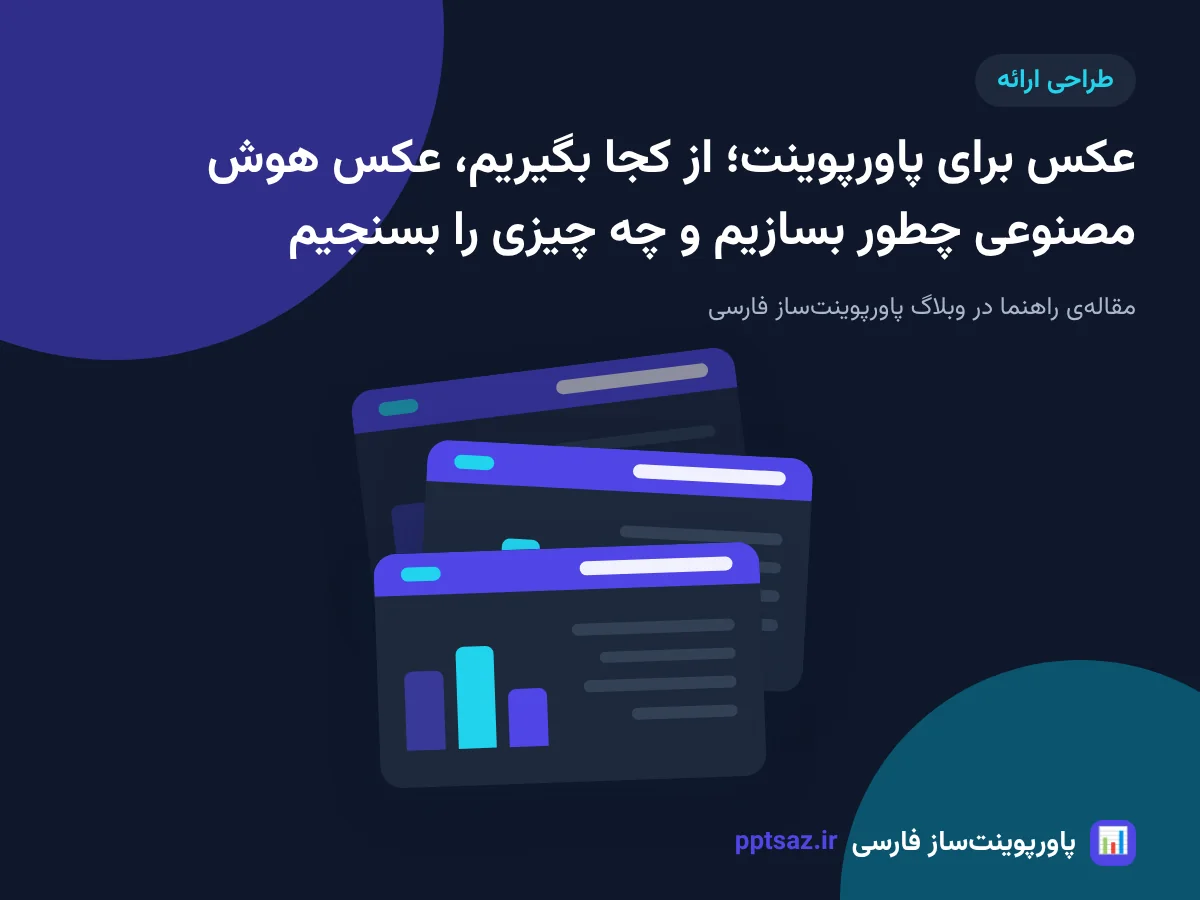 طراحی ارائه
عکس برای پاورپوینت؛ از کجا بگیریم، عکس هوش
مصنوعی چطور بسازیم و چه چیزی را بسنجیم
مقاله‌ی راهنما در وبلاگ پاورپوینت‌ساز فارسی
پاورپوینت‌ساز فارسی pptsaz.ir